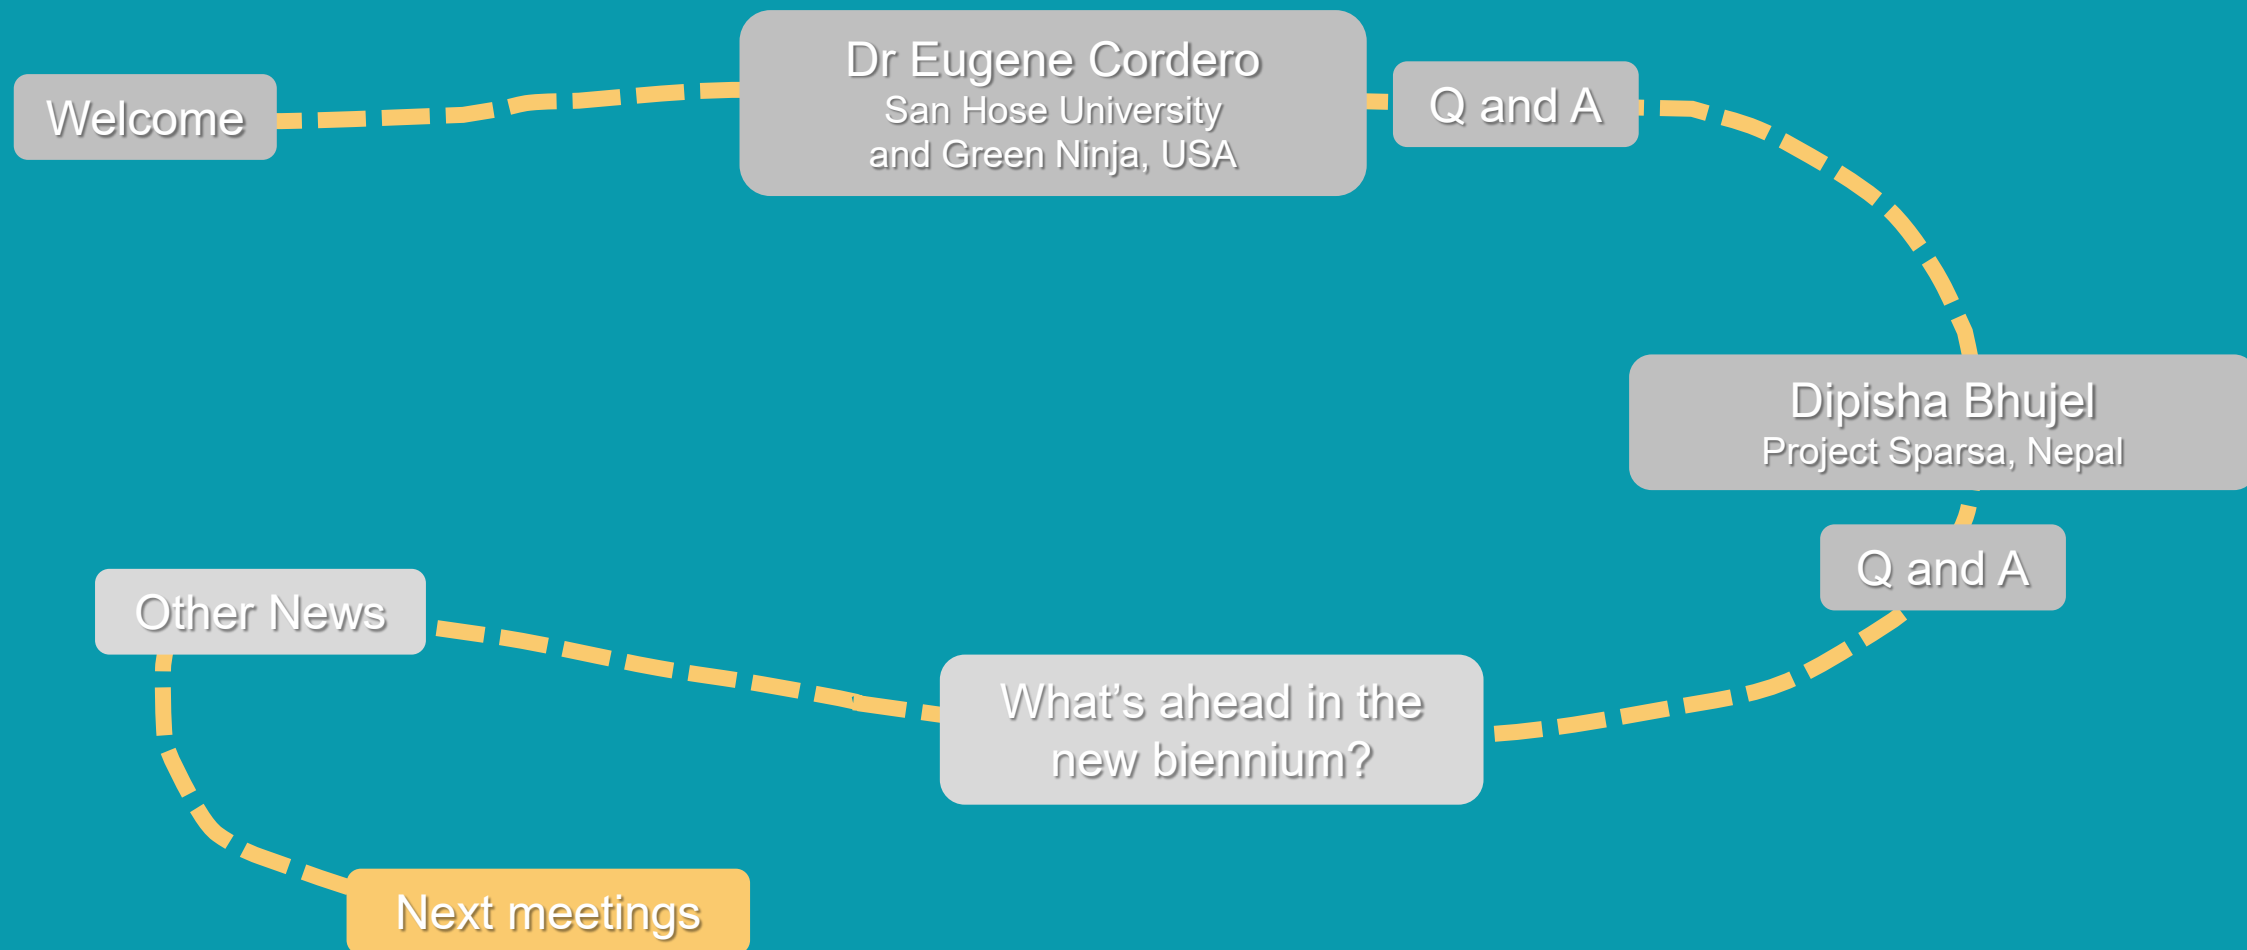 Welcome
Dr Eugene Cordero
San Hose University
and Green Ninja, USA
Q and A
Dipisha Bhujel
Project Sparsa, Nepal
Q and A
What’s ahead in the
new biennium?
Other News
Next meetings